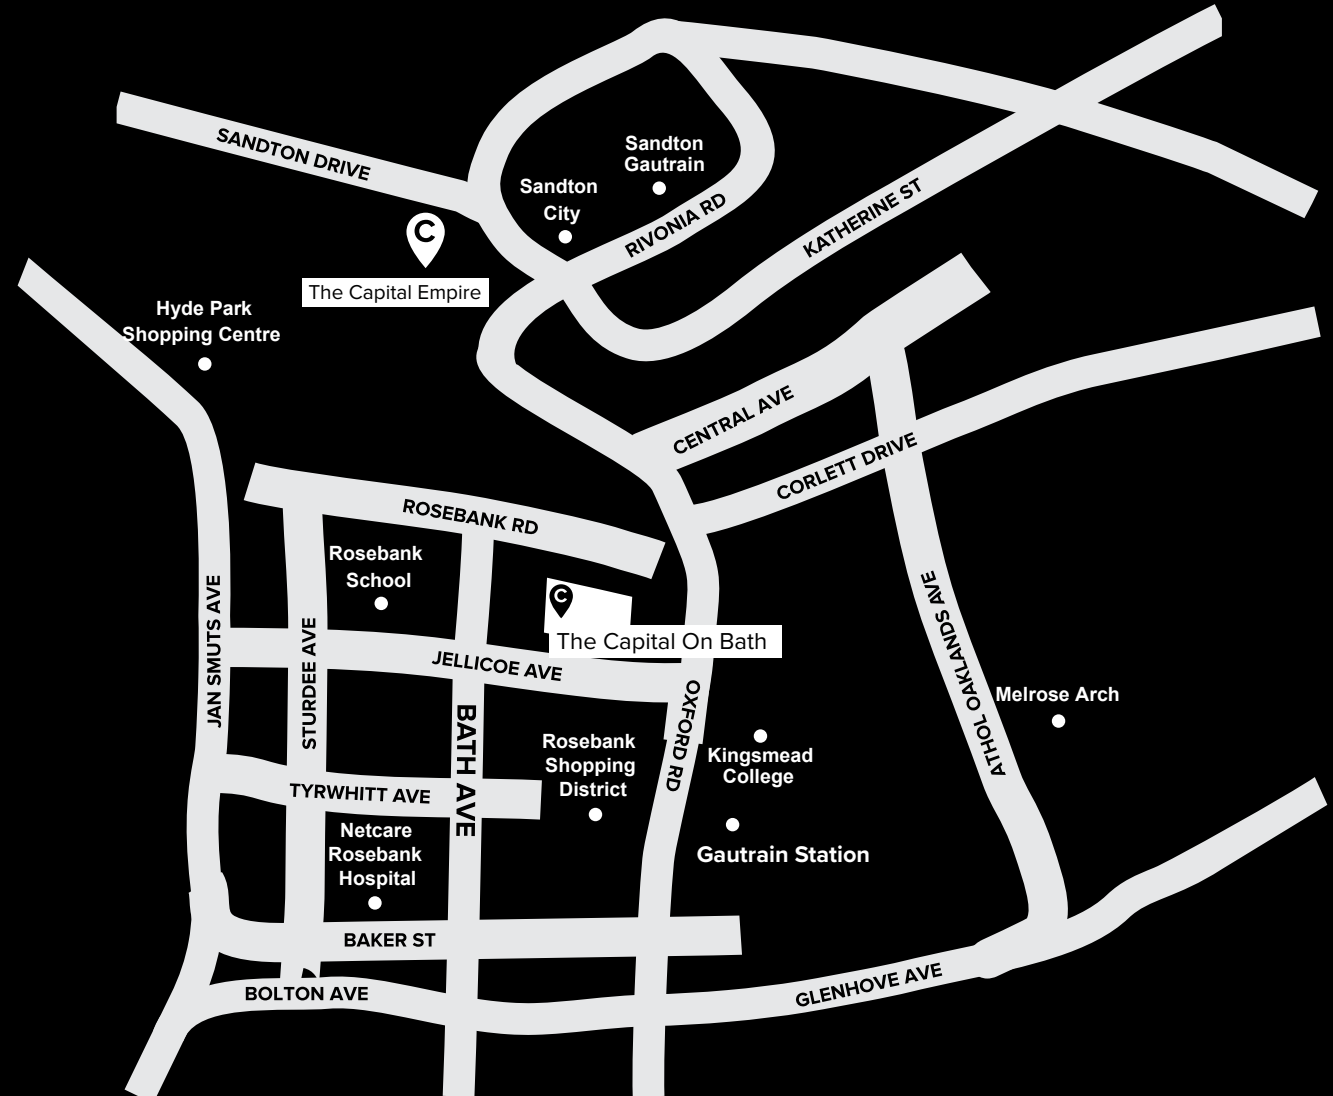 SANDTON DRIVE
Sandton
Gautrain
Sandton
City
RIVONIA RD
KATHERINE ST
C
The Capital Empire
Hyde Park
Shopping Centre
CENTRAL AVE
CORLETT DRIVE
ROSEBANK RD
Rosebank
School
JAN SMUTS AVE
STURDEE AVE
C
The Capital On Bath
JELLICOE AVE
ATHOL OAKLANDS AVE
Melrose Arch
OXFORD RD
BATH AVE
Rosebank
Shopping
District
Kingsmead
College
TYRWHITT AVE
Netcare
Rosebank
Hospital
Gautrain Station
BAKER ST
BOLTON AVE
GLENHOVE AVE